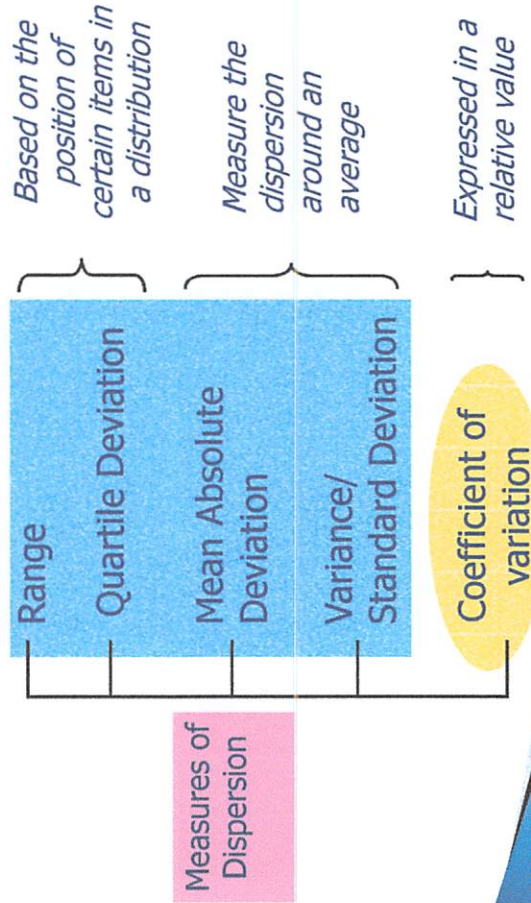 Measures of
Dispersion
Range
Quartile Deviation
Mean Absolute
Deviation
Variance/
Standard Deviation
Coefficient of
variation
Based on the
position of
certain items in
a distribution
Measure the
dispersion
around an
average
Expressed in a
relative value